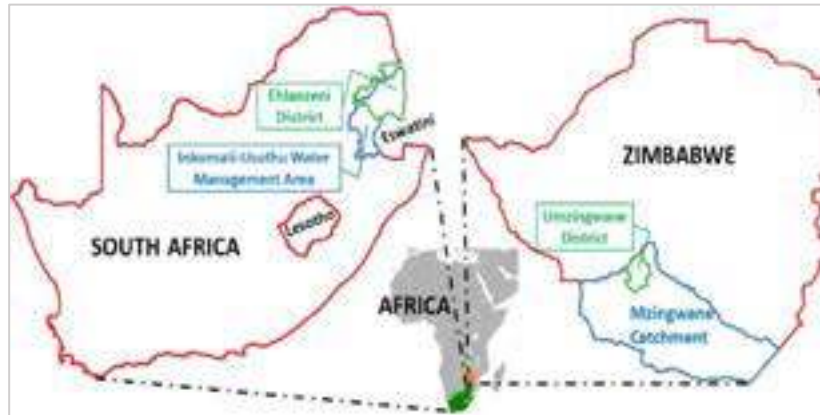 Ehlanzeni
District
Eswatini
Inkomati-Usuthu Water
Management Area
Lesotho
SOUTH AFRICA
AFRICA
ZIMBABWE
Umzingwane
District
Mzingwane
Catchment